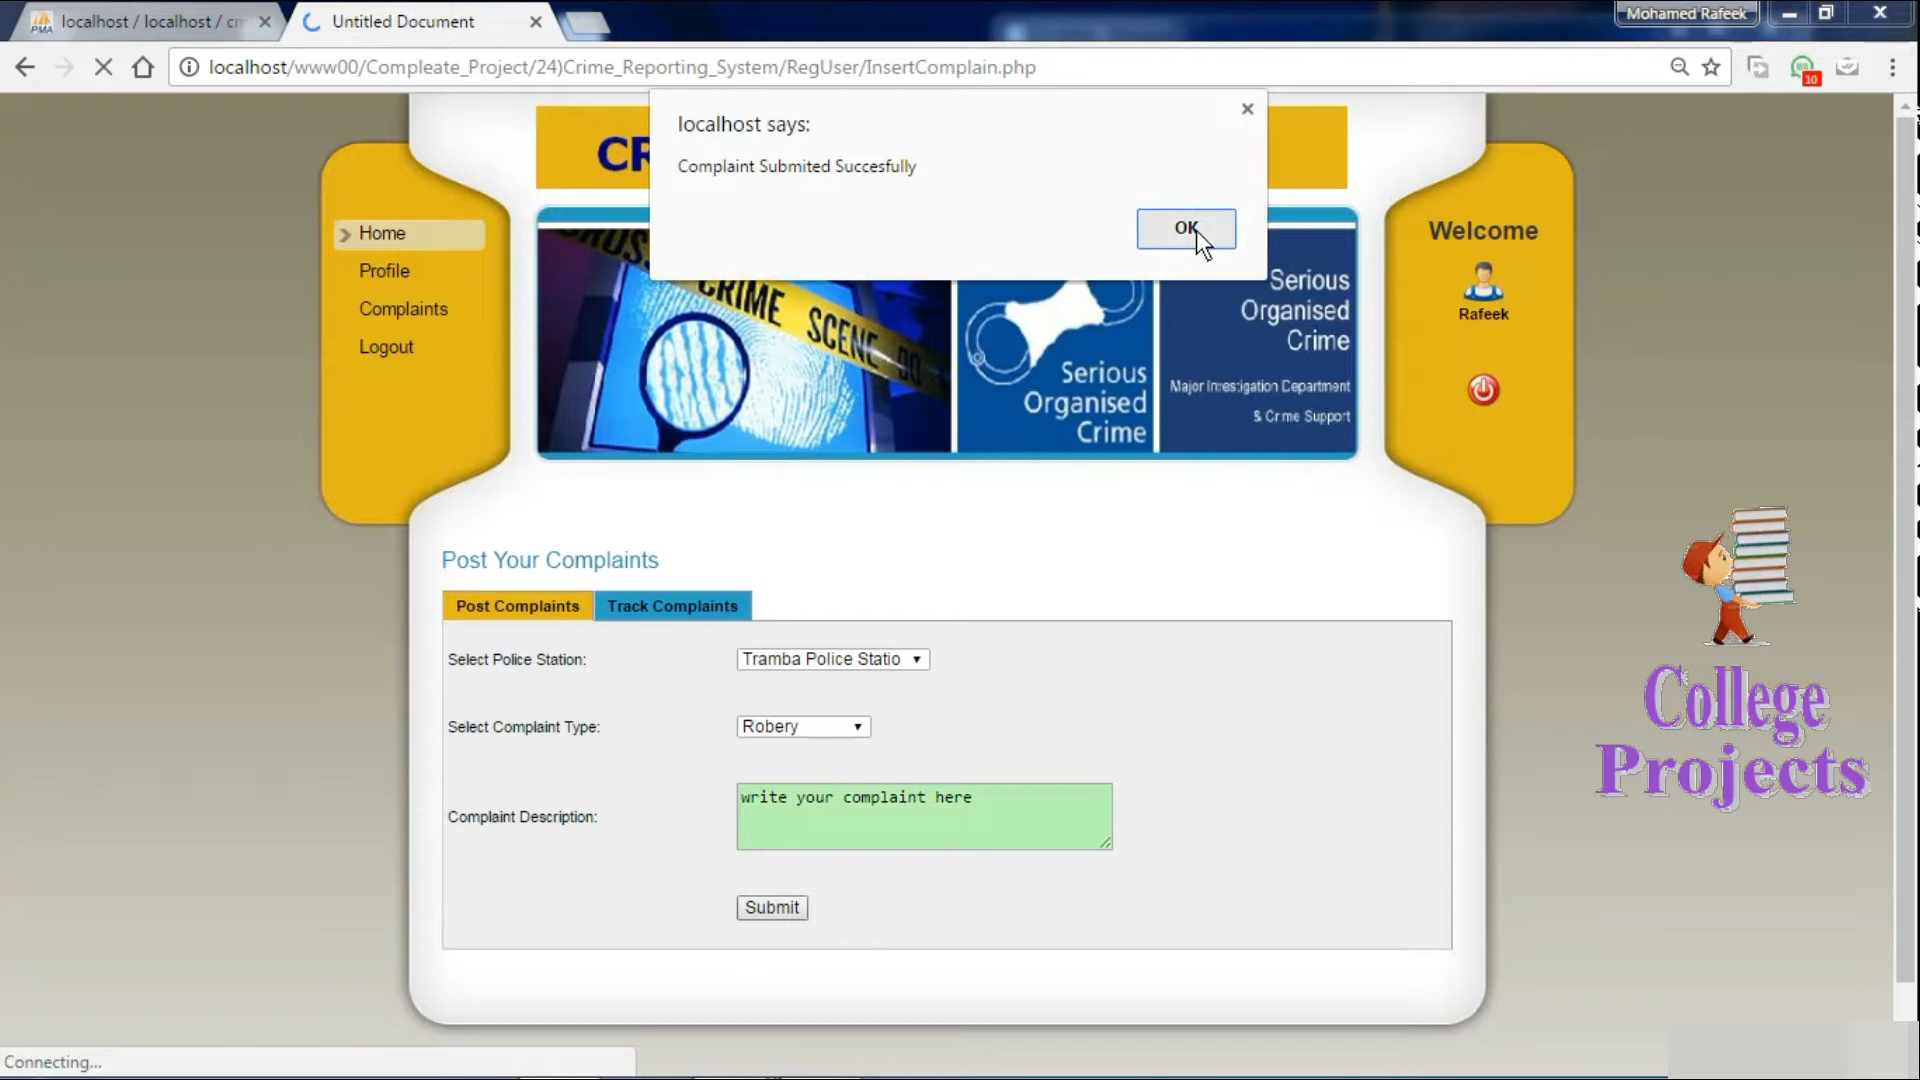 localhost / localhost / cr
Untitled Document
Mohamed Rafeek
localhost/www00/Compleate_Project/24)Crime_Reporting_System/RegUser/InsertComplain.php
10
localhost says:
Complaint Submited Succesfully
OK
CR
Home
Profile
Complaints
Logout
CRIME SCENE DO
Serious
Organised
Crime
Serious
Organised
Crime
Major Investigation Department
& Crime Support
Welcome
Rafeek
Post Your Complaints
Post Complaints
Track Complaints
Select Police Station:
Tramba Police Statio
Select Complaint Type:
Robery
Complaint Description:
write your complaint here
Submit
College
Projects
Connecting...